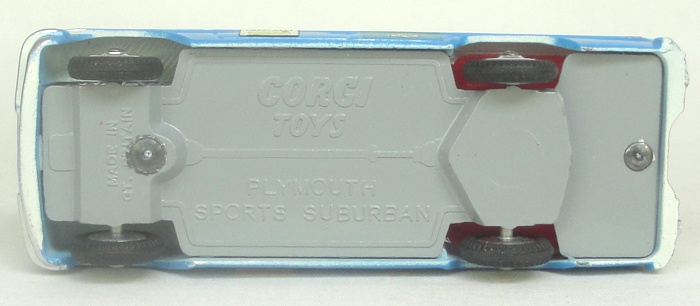 CORGI
TOYS
PLYMOUTH
SPORTS SUBURBAN
MADE IN
GT. BRITAIN